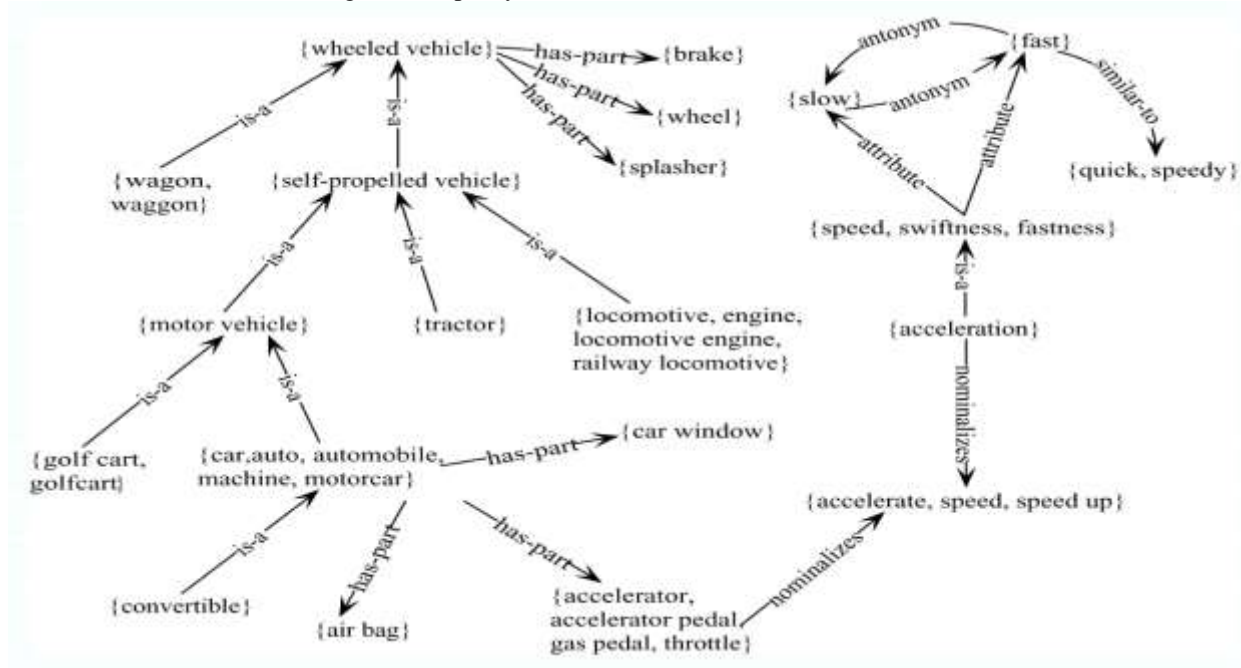 {wheeled vehicle}
has-part
{brake}
has-part
{wheel}
has-part
{splasher}
is-a
is-a
{wagon,
waggon}
{self-propelled vehicle}
is-a
is-a
is-a
{motor vehicle}
{tractor}
{locomotive, engine,
locomotive engine,
railway locomotive}
is-a
is-a
{golf cart,
golfcart}
{car,auto, automobile,
machine, motorcar}
has-part
{car window}
is-a
has-part
has-part
{convertible}
{air bag}
{accelerator,
accelerator pedal,
gas pedal, throttle}
nominalizes
antonym
{fast}
{slow}
antonym
similar-to
{quick, speedy}
attribute
attribute
{speed, swiftness, fastness}
is-a
{acceleration}
nominalizes
{accelerate, speed, speed up}